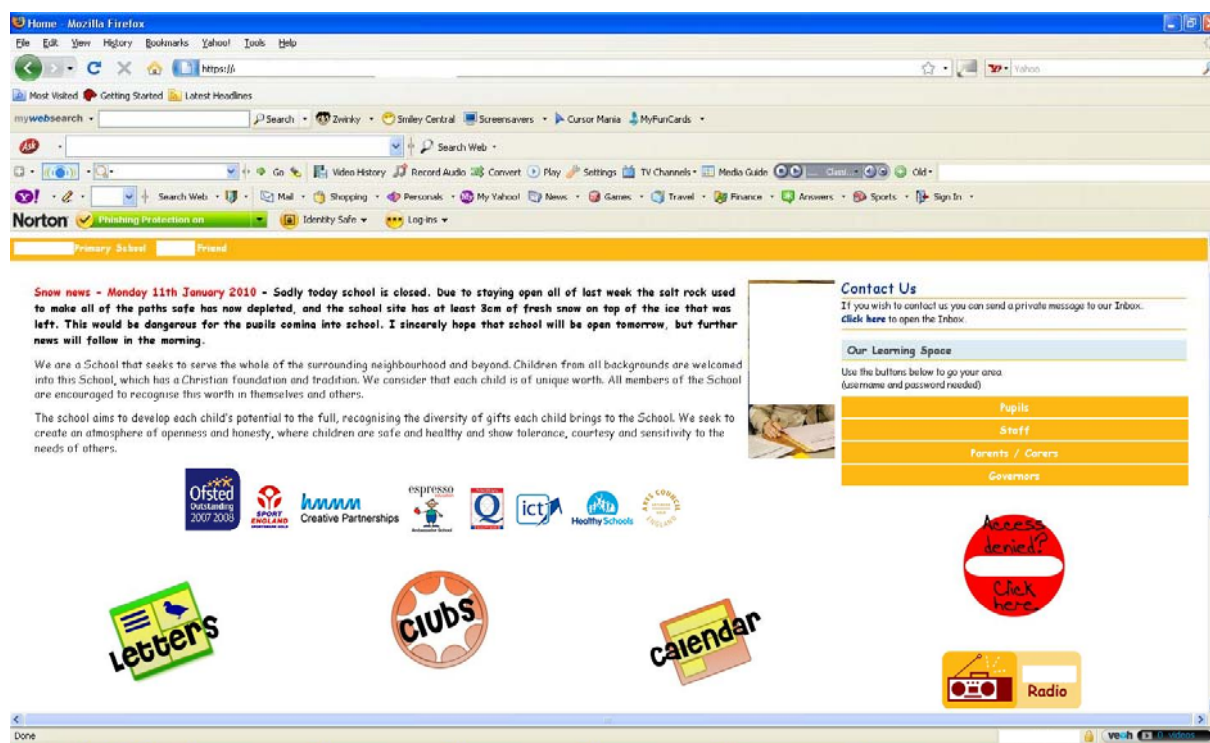 Home - Mozilla Firefox
File Edit View History Bookmarks Yahoo! Tools Help
https://
Yahoo
Most Visited Getting Started Latest Headlines
mywebsearch Search Zwinky Smiley Central Screensavers Cursor Mania MyFunCards
Ask Search Web
Go Video History Record Audio Convert Play Settings TV Channels Media Guide Old
Y! Search Web Mail Shopping Personals My Yahoo! News Games Travel Finance Answers Sports Sign In
Norton Phishing Protection on Identity Safe Log-ins
Primary School Friend
Snow news - Monday 11th January 2010 - Sadly today school is closed. Due to staying open all of last week the salt rock used
to make all of the paths safe has now depleted, and the school site has at least 3cm of fresh snow on top of the ice that was
left. This would be dangerous for the pupils coming into school. I sincerely hope that school will be open tomorrow, but further
news will follow in the morning.
We are a School that seeks to serve the whole of the surrounding neighbourhood and beyond. Children from all backgrounds are welcomed
into this School, which has a Christian foundation and tradition. We consider that each child is of unique worth. All members of the School
are encouraged to recognise this worth in themselves and others.
The school aims to develop each child's potential to the full, recognising the diversity of gifts each child brings to the School. We seek to
create an atmosphere of openness and honesty, where children are safe and healthy and show tolerance, courtesy and sensitivity to the
needs of others.
Contact Us
If you wish to contact us you can send a private message to our Inbox.
Click here to open the Inbox.
Our Learning Space
Use the buttons below to go your area.
(username and password needed)
Pupils
Staff
Parents / Carers
Governors
Ofsted
Outstanding
2007 2008
SPORT
ENGLAND
Creative Partnerships
espresso
Q
ict
Healthy Schools
ARTS COUNCIL
ENGLAND
Access
denied?
Click
here.
Letters
Clubs
Calendar
Radio
Done
veoh 0 videos